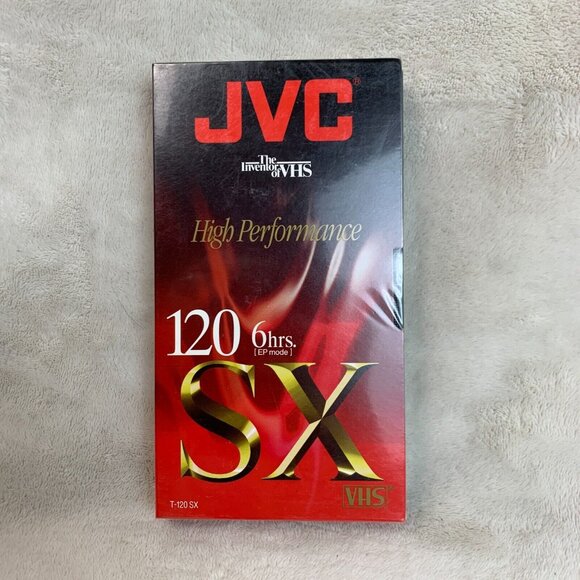 JVC®
The
Inventor
of VHS
High Performance
120 6hrs.
[EP mode]
SX
VHS
T-120 SX